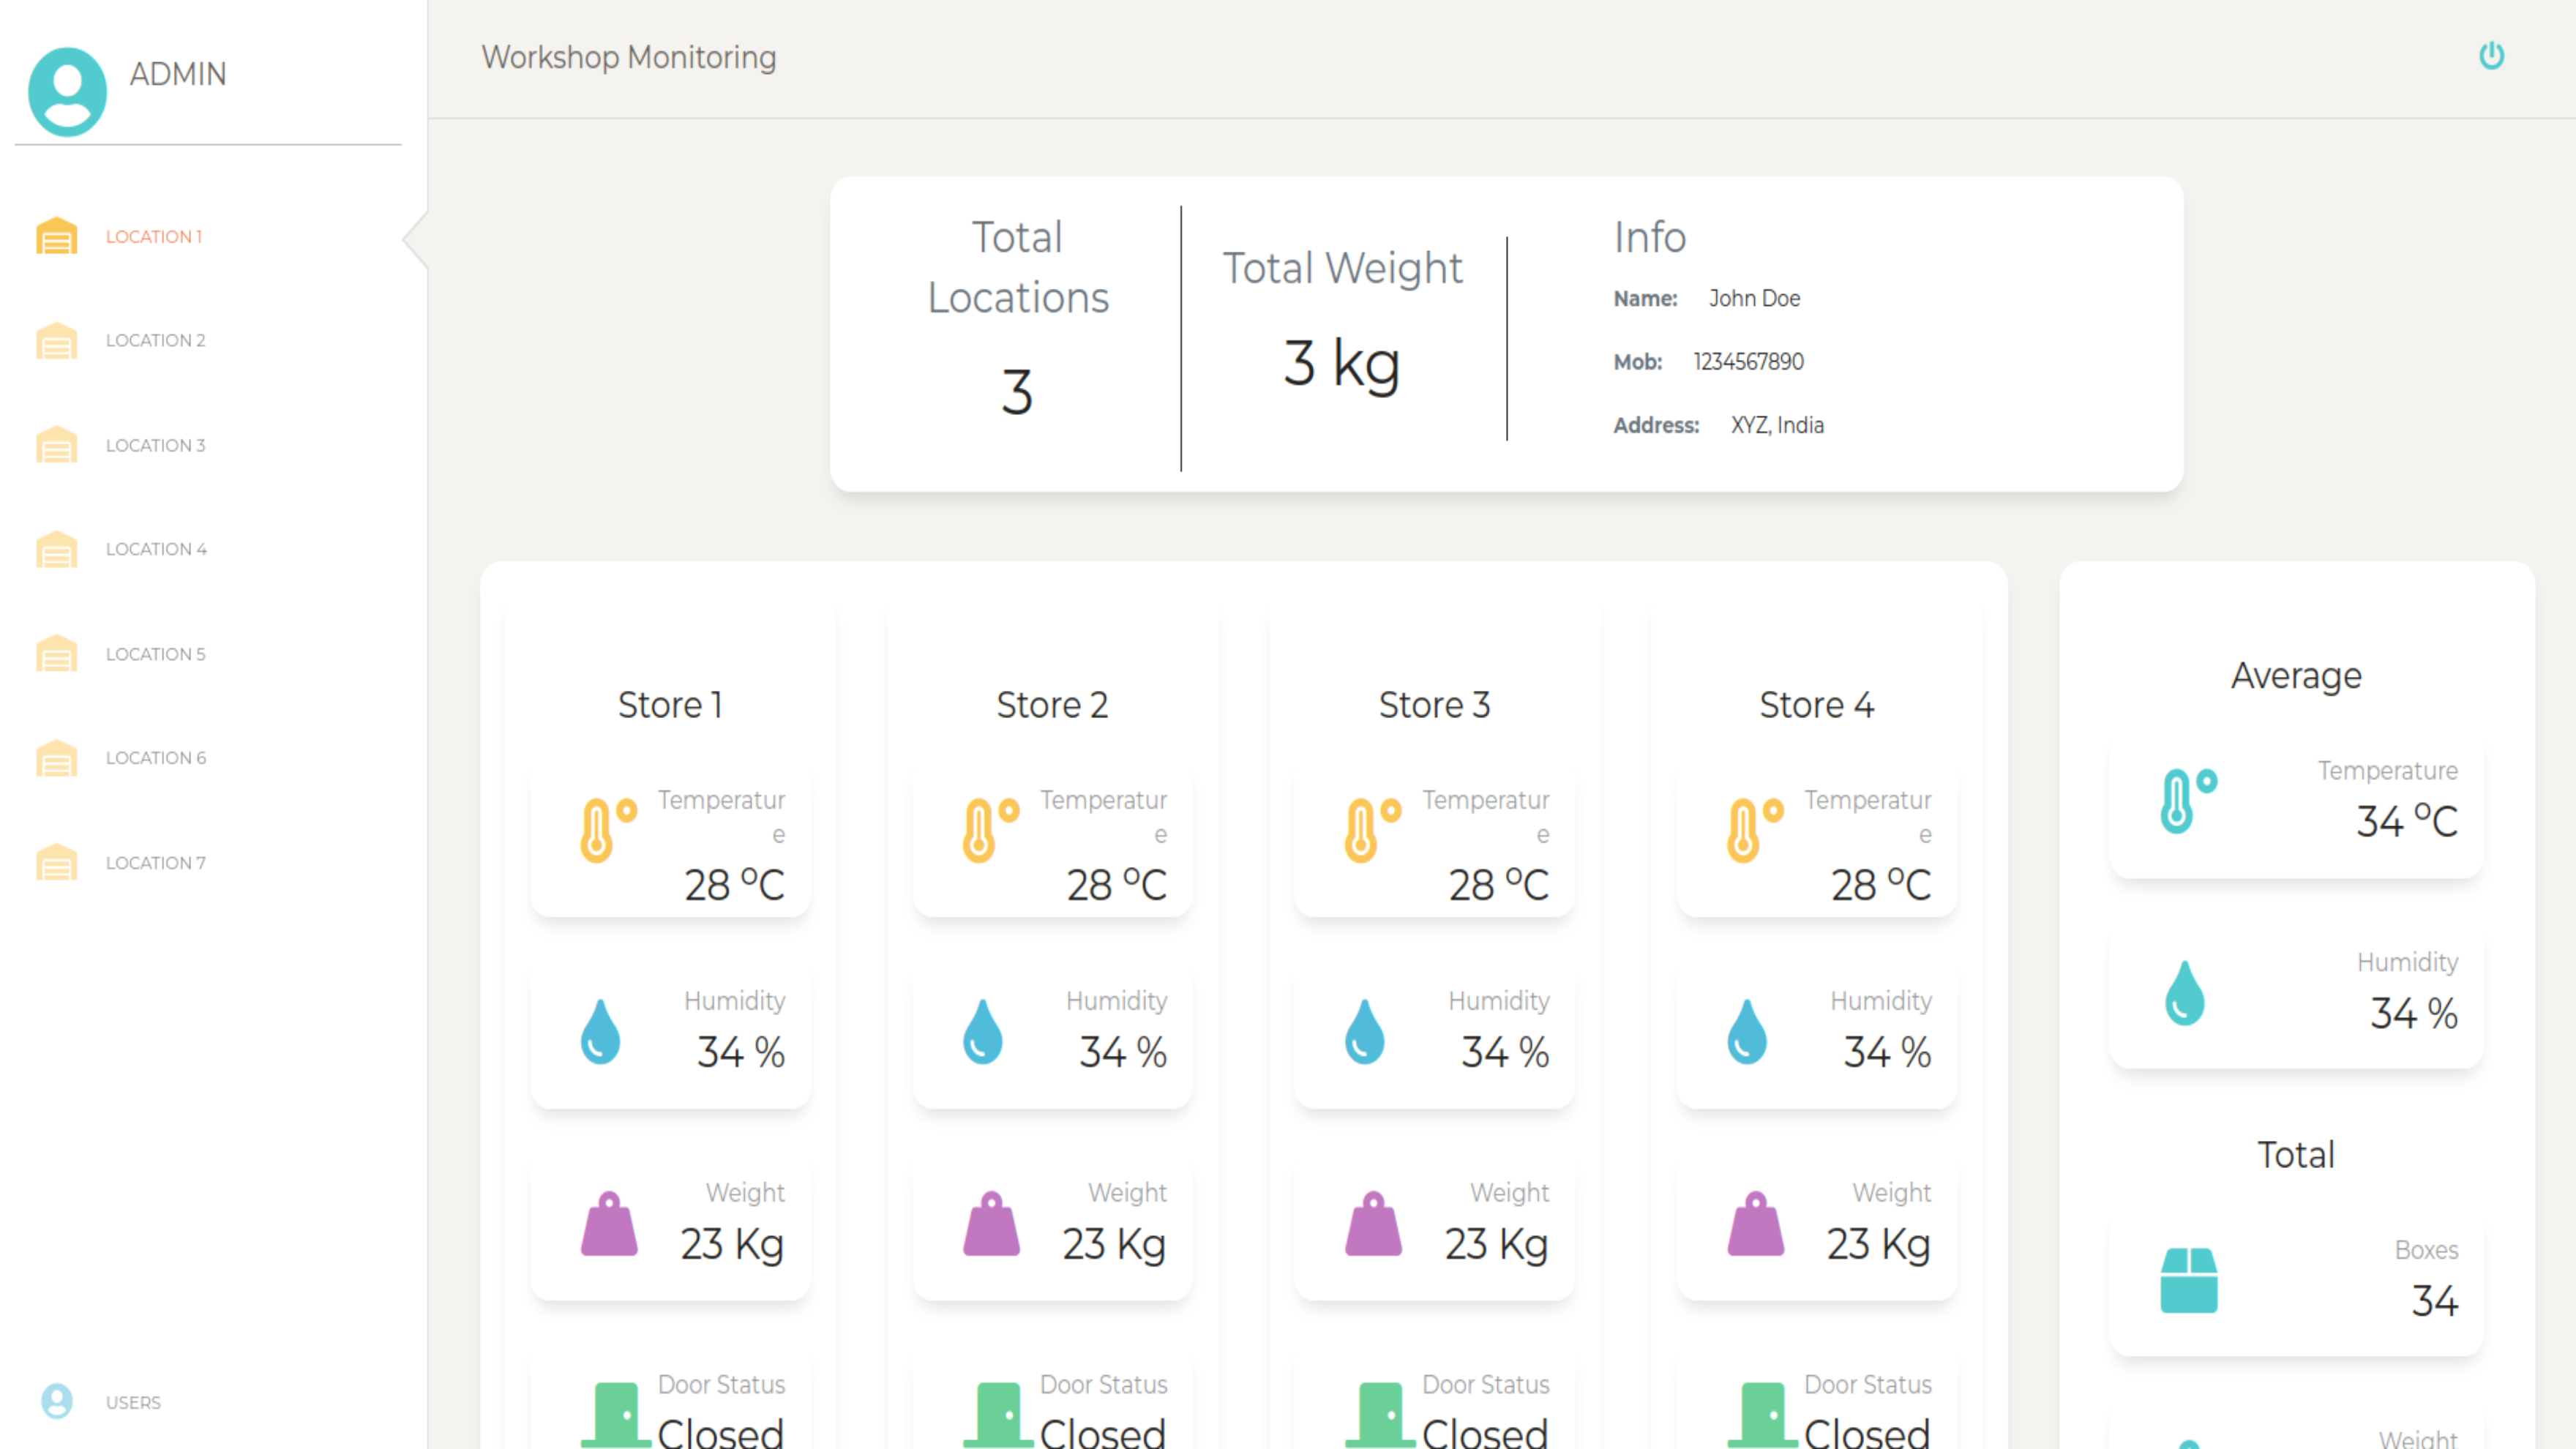 ADMIN
LOCATION 1
LOCATION 2
LOCATION 3
LOCATION 4
LOCATION 5
LOCATION 6
LOCATION 7
USERS
Workshop Monitoring
Total
Locations
3
Total Weight
3 kg
Info
Name: John Doe
Mob: 1234567890
Address: XYZ, India
Store 1
Temperatur
e
28 °C
Humidity
34 %
Weight
23 Kg
Door Status
Closed
Store 2
Temperatur
e
28 °C
Humidity
34 %
Weight
23 Kg
Door Status
Closed
Store 3
Temperatur
e
28 °C
Humidity
34 %
Weight
23 Kg
Door Status
Closed
Store 4
Temperatur
e
28 °C
Humidity
34 %
Weight
23 Kg
Door Status
Closed
Average
Temperature
34 °C
Humidity
34 %
Total
Boxes
34
Weight